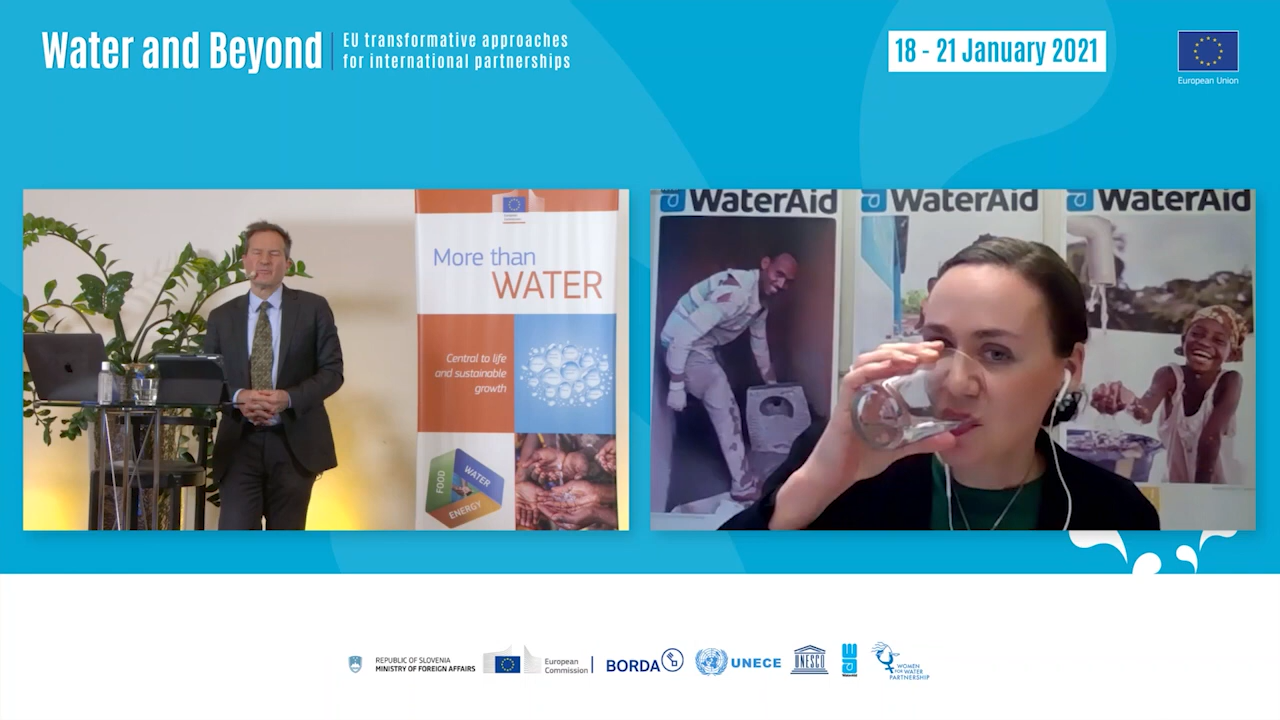 Water and Beyond
EU transformative approaches
for international partnerships
18 - 21 January 2021
European Union
More than
WATER
Central to life
and sustainable
growth
FOOD
WATER
ENERGY
WaterAid
WaterAid
WaterAid
REPUBLIC OF SLOVENIA
MINISTRY OF FOREIGN AFFAIRS
European
Commission
BORDA
UNECE
UNESCO
WaterAid
WOMEN
FOR WATER
PARTNERSHIP